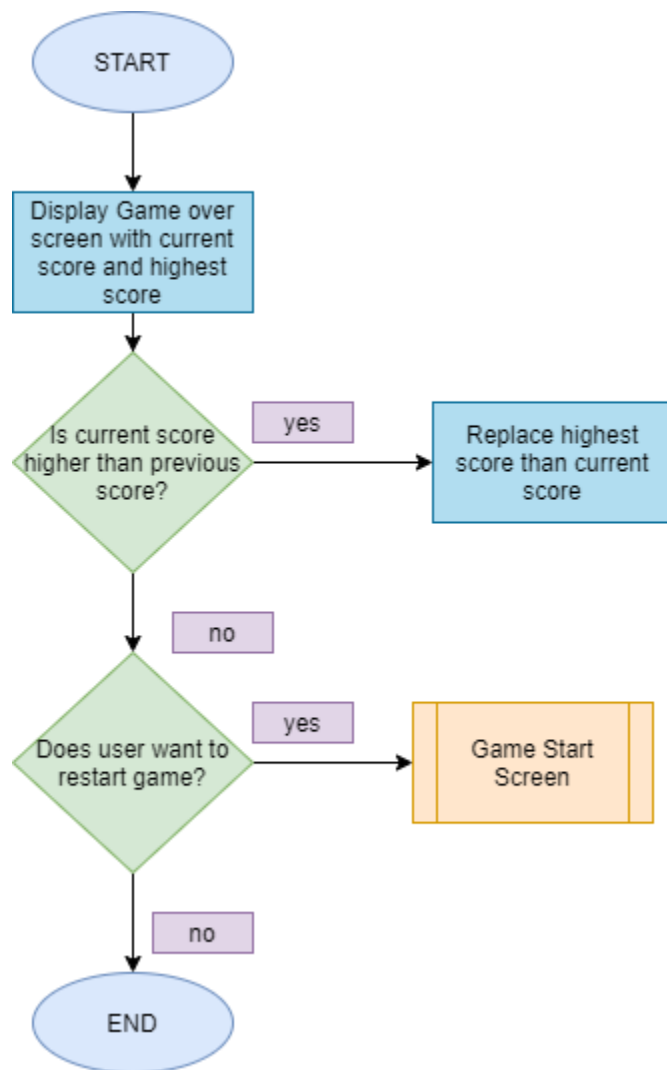 START
Display Game over
screen with current
score and highest
score
Is current score
higher than previous
score?
yes
Replace highest
score than current
score
no
Does user want to
restart game?
yes
Game Start
Screen
no
END